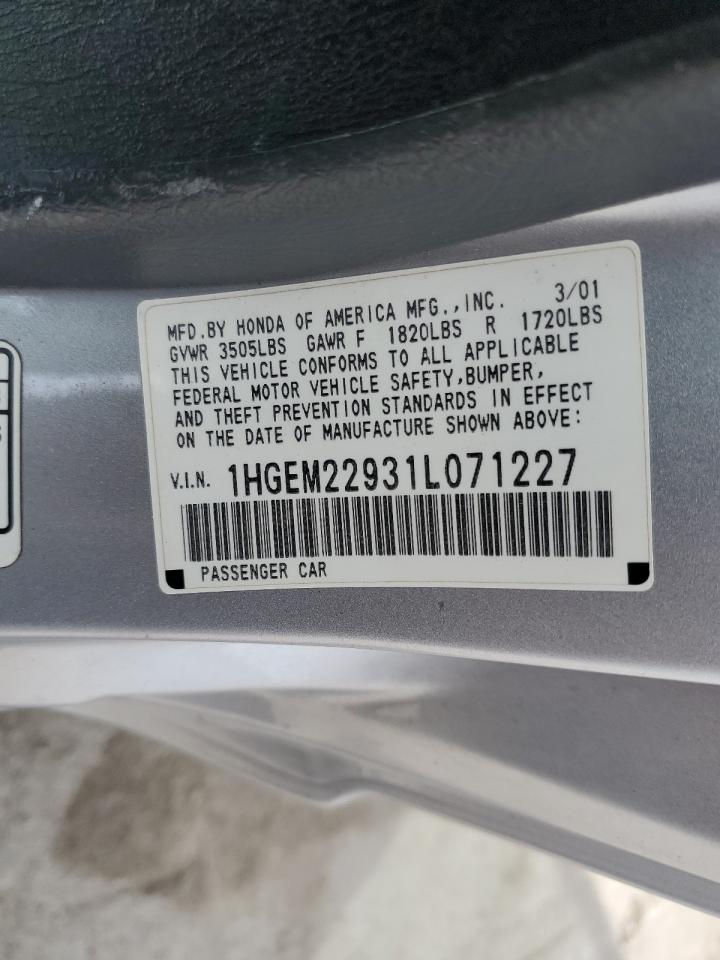 MFD.BY HONDA OF AMERICA MFG.,INC. 3/01
GVWR 3505LBS GAWR F 1820LBS R 1720LBS
THIS VEHICLE CONFORMS TO ALL APPLICABLE
FEDERAL MOTOR VEHICLE SAFETY,BUMPER,
AND THEFT PREVENTION STANDARDS IN EFFECT
ON THE DATE OF MANUFACTURE SHOWN ABOVE:
V.I.N. 1HGEM22931L071227
PASSENGER CAR